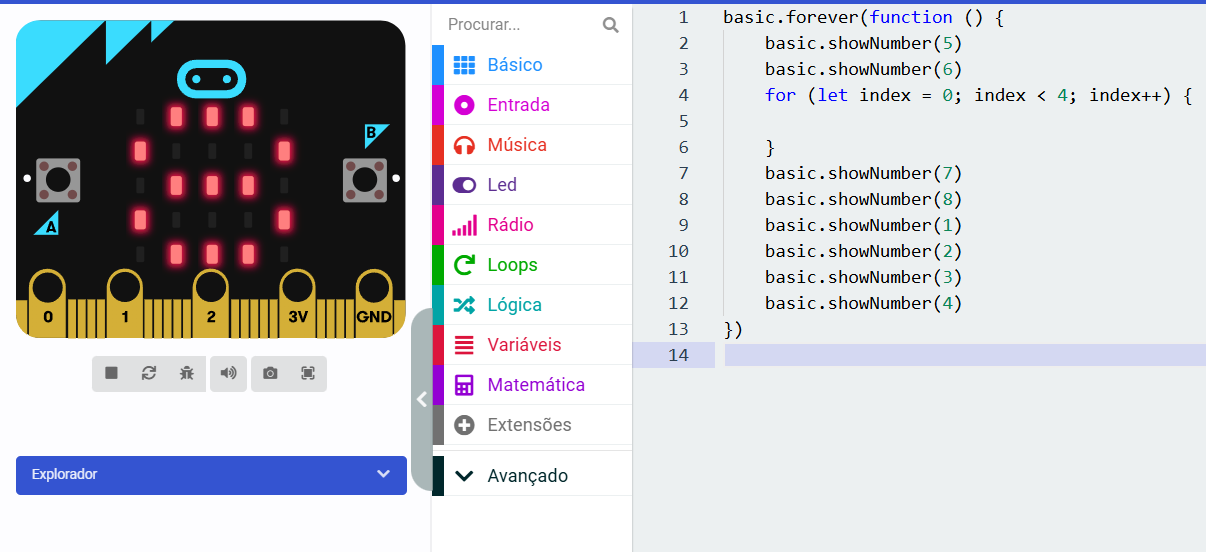 B
A
0 1 2 3V GND
Explorador
Procurar...
Básico
Entrada
Música
Led
Rádio
Loops
Lógica
Variáveis
Matemática
Extensões
Avançado
1 basic.forever(function () {
2     basic.showNumber(5)
3     basic.showNumber(6)
4     for (let index = 0; index < 4; index++) {
5
6     }
7     basic.showNumber(7)
8     basic.showNumber(8)
9     basic.showNumber(1)
10     basic.showNumber(2)
11     basic.showNumber(3)
12     basic.showNumber(4)
13 })
14